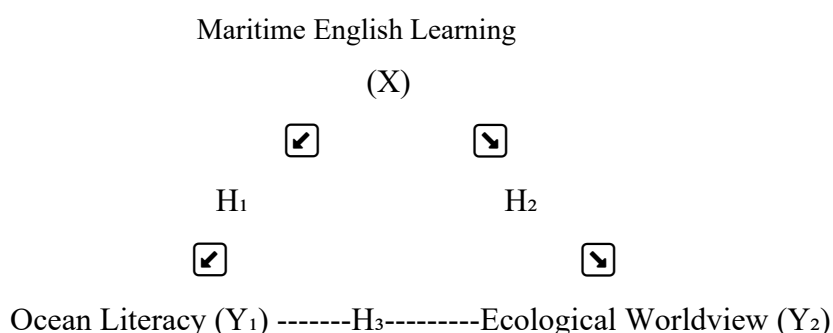 Maritime English Learning
(X)
↙ ↘
H₁ H₂
↙ ↘
Ocean Literacy (Y₁) -------H₃---------Ecological Worldview (Y₂)